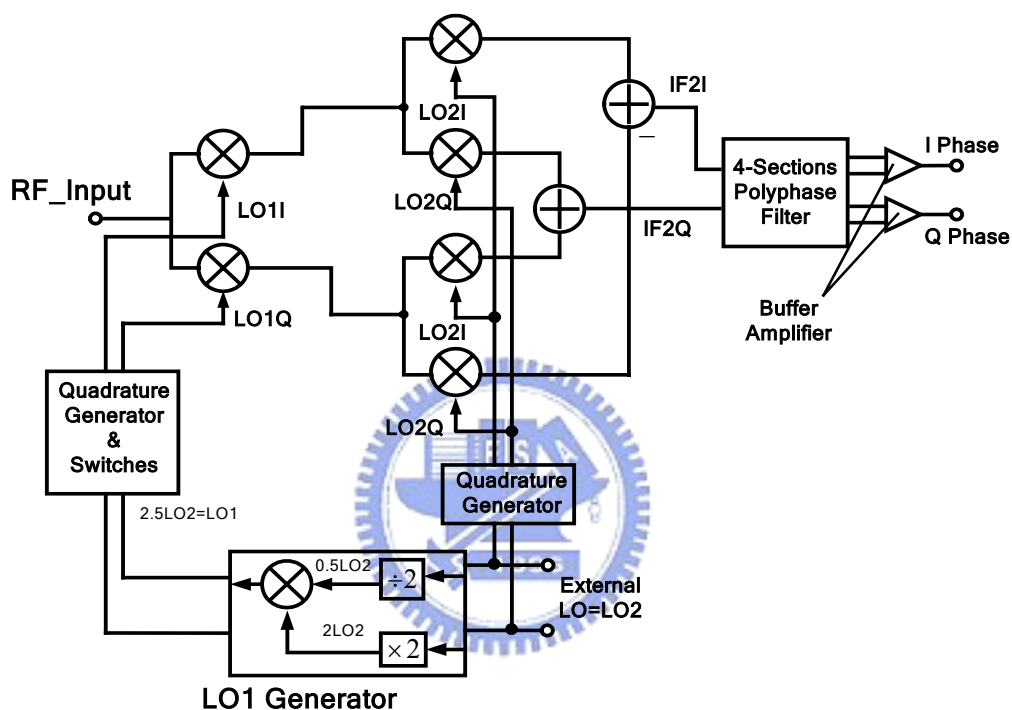 RF_Input
LO1I
LO1Q
LO2I
LO2Q
LO2I
LO2Q
IF2I
−
IF2Q
4-Sections
Polyphase
Filter
I Phase
Q Phase
Buffer
Amplifier
Quadrature
Generator
&
Switches
2.5LO2=LO1
Quadrature
Generator
0.5LO2
÷2
2LO2
×2
External
LO=LO2
LO1 Generator